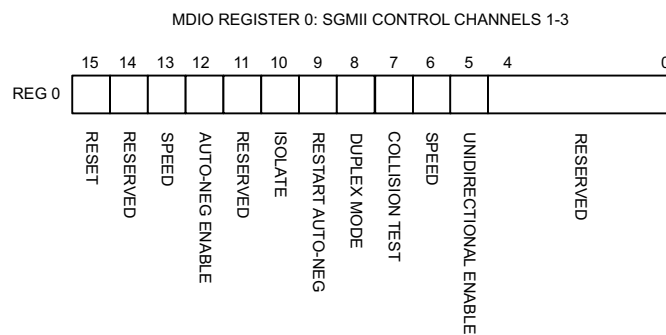 MDIO REGISTER 0: SGMII CONTROL CHANNELS 1-3
15 14 13 12 11 10 9 8 7 6 5 4 0
REG 0
RESET
RESERVED
SPEED
AUTO-NEG ENABLE
RESERVED
ISOLATE
RESTART AUTO-NEG
DUPLEX MODE
COLLISION TEST
SPEED
UNIDIRECTIONAL ENABLE
RESERVED